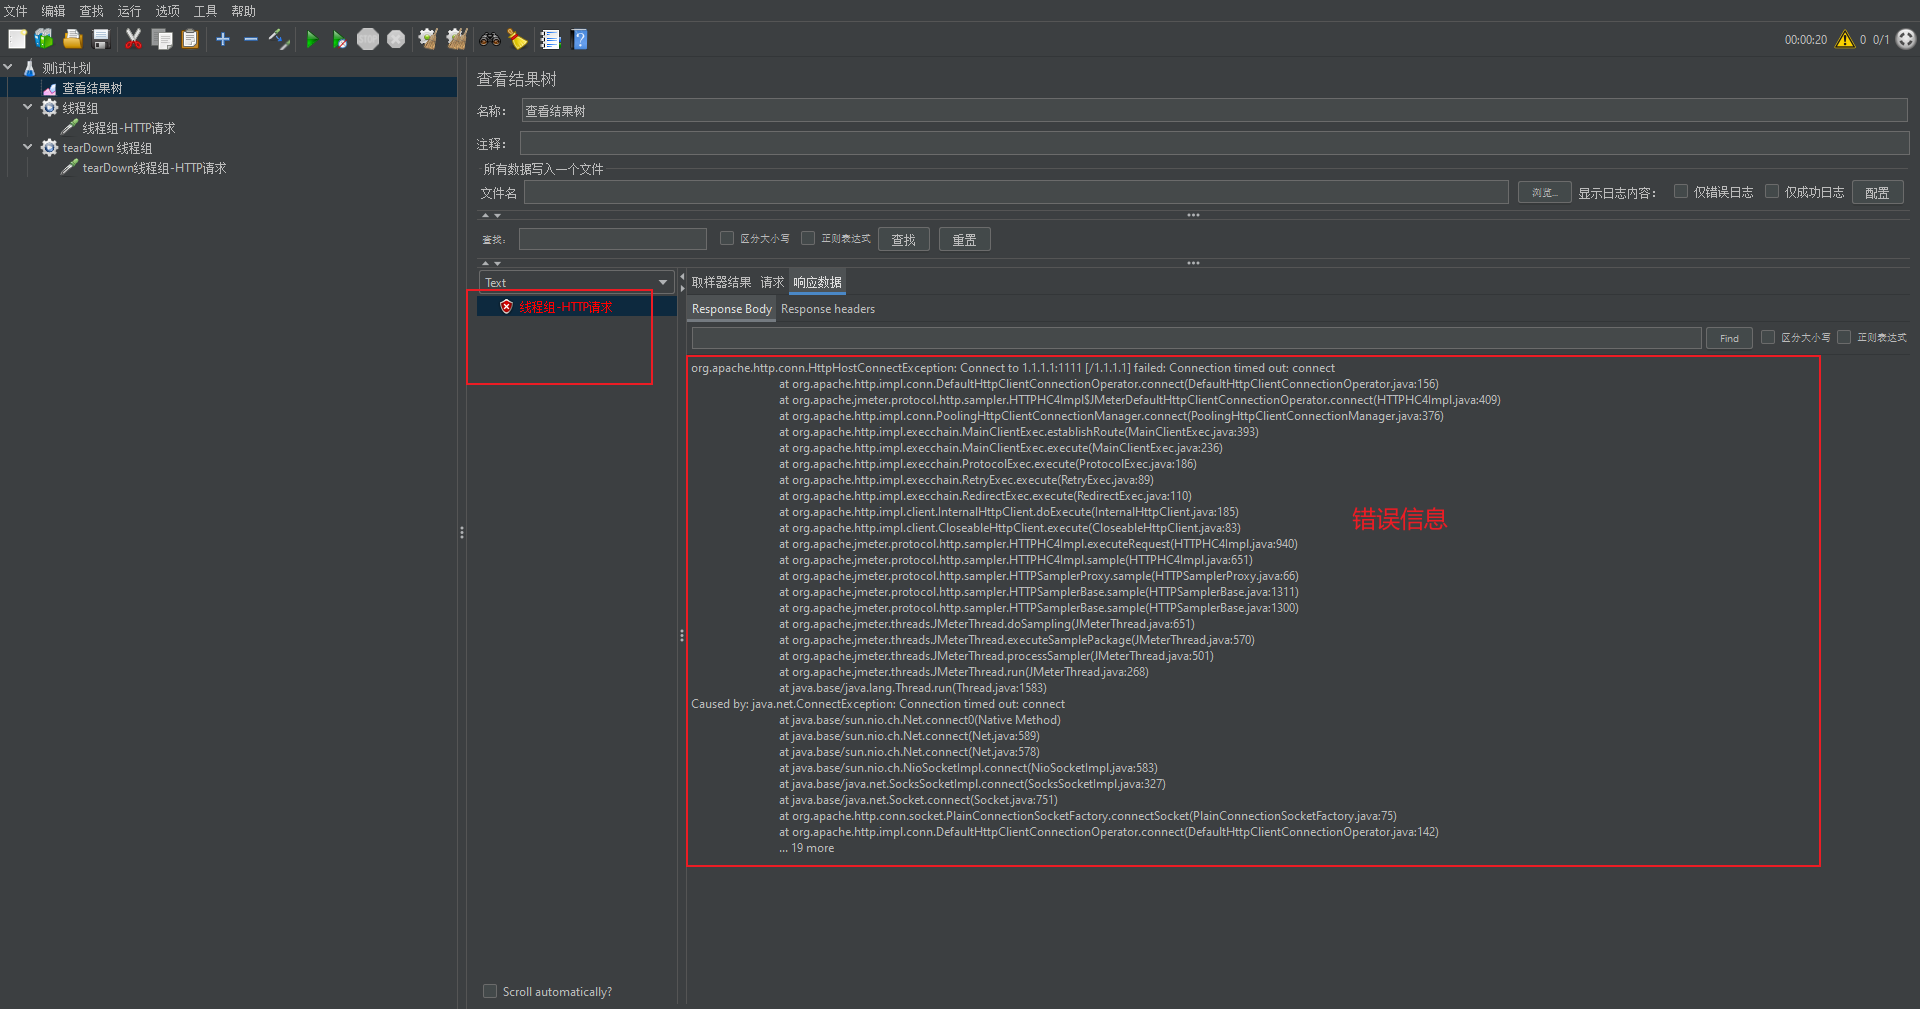 文件 编辑 查找 运行 选项 工具 帮助
00:00:20 0 0/1
测试计划
查看结果树
线程组
线程组-HTTP请求
tearDown 线程组
tearDown线程组-HTTP请求
查看结果树
名称： 查看结果树
注释：
所有数据写入一个文件
文件名 浏览... 显示日志内容： 仅错误日志 仅成功日志 配置
查找： 区分大小写 正则表达式 查找 重置
Text
线程组-HTTP请求
取样器结果 请求 响应数据
Response Body Response headers
Find 区分大小写 正则表达式
org.apache.http.conn.HttpHostConnectException: Connect to 1.1.1.1:1111 [/1.1.1.1] failed: Connection timed out: connect
at org.apache.http.impl.conn.DefaultHttpClientConnectionOperator.connect(DefaultHttpClientConnectionOperator.java:156)
at org.apache.jmeter.protocol.http.sampler.HTTPHC4Impl$JMeterDefaultHttpClientConnectionOperator.connect(HTTPHC4Impl.java:409)
at org.apache.http.impl.conn.PoolingHttpClientConnectionManager.connect(PoolingHttpClientConnectionManager.java:376)
at org.apache.http.impl.execchain.MainClientExec.establishRoute(MainClientExec.java:393)
at org.apache.http.impl.execchain.MainClientExec.execute(MainClientExec.java:236)
at org.apache.http.impl.execchain.ProtocolExec.execute(ProtocolExec.java:186)
at org.apache.http.impl.execchain.RetryExec.execute(RetryExec.java:89)
at org.apache.http.impl.execchain.RedirectExec.execute(RedirectExec.java:110)
at org.apache.http.impl.client.InternalHttpClient.doExecute(InternalHttpClient.java:185)
at org.apache.http.impl.client.CloseableHttpClient.execute(CloseableHttpClient.java:83)
at org.apache.jmeter.protocol.http.sampler.HTTPHC4Impl.executeRequest(HTTPHC4Impl.java:940)
at org.apache.jmeter.protocol.http.sampler.HTTPHC4Impl.sample(HTTPHC4Impl.java:651)
at org.apache.jmeter.protocol.http.sampler.HTTPSamplerProxy.sample(HTTPSamplerProxy.java:66)
at org.apache.jmeter.protocol.http.sampler.HTTPSamplerBase.sample(HTTPSamplerBase.java:1311)
at org.apache.jmeter.protocol.http.sampler.HTTPSamplerBase.sample(HTTPSamplerBase.java:1300)
at org.apache.jmeter.threads.JMeterThread.doSampling(JMeterThread.java:651)
at org.apache.jmeter.threads.JMeterThread.executeSamplePackage(JMeterThread.java:570)
at org.apache.jmeter.threads.JMeterThread.processSampler(JMeterThread.java:501)
at org.apache.jmeter.threads.JMeterThread.run(JMeterThread.java:268)
at java.base/java.lang.Thread.run(Thread.java:1583)
Caused by: java.net.ConnectException: Connection timed out: connect
at java.base/sun.nio.ch.Net.connect0(Native Method)
at java.base/sun.nio.ch.Net.connect(Net.java:589)
at java.base/sun.nio.ch.Net.connect(Net.java:578)
at java.base/sun.nio.ch.NioSocketImpl.connect(NioSocketImpl.java:583)
at java.base/java.net.SocksSocketImpl.connect(SocksSocketImpl.java:327)
at java.base/java.net.Socket.connect(Socket.java:751)
at org.apache.http.conn.socket.PlainConnectionSocketFactory.connectSocket(PlainConnectionSocketFactory.java:75)
at org.apache.http.impl.conn.DefaultHttpClientConnectionOperator.connect(DefaultHttpClientConnectionOperator.java:142)
... 19 more
错误信息
Scroll automatically?